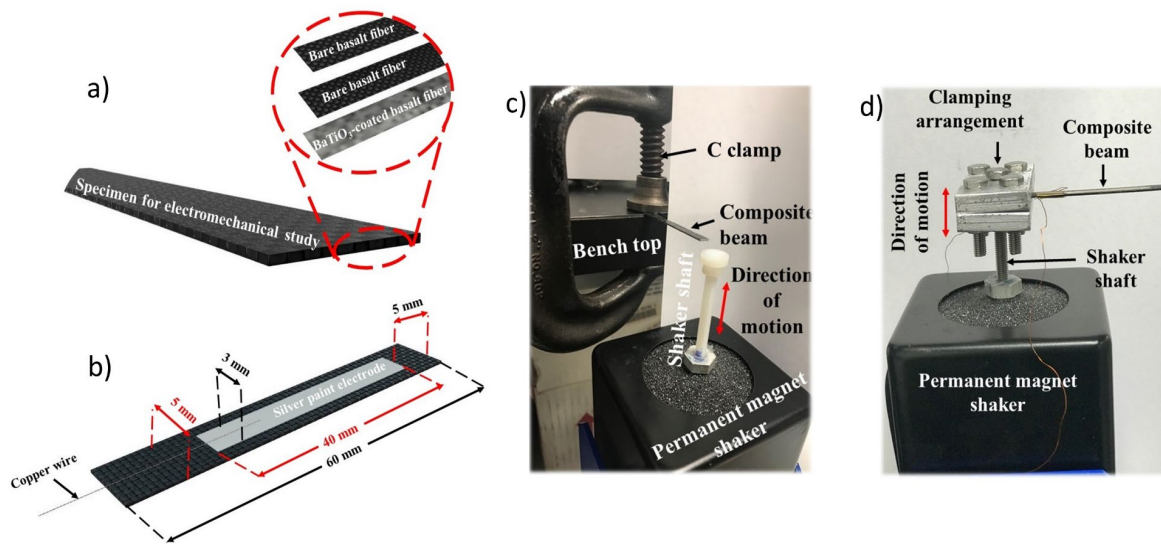 a)
Bare basalt fiber
Bare basalt fiber
BaTiO₃-coated basalt fiber
Specimen for electromechanical study
b)
5 mm
3 mm
5 mm
Silver paint electrode
40 mm
60 mm
Copper wire
c)
C clamp
Composite
beam
Bench top
Shaker shaft
Direction
of
motion
Permanent magnet
shaker
d)
Clamping
arrangement
Composite
beam
Direction
of motion
Shaker
shaft
Permanent magnet
shaker